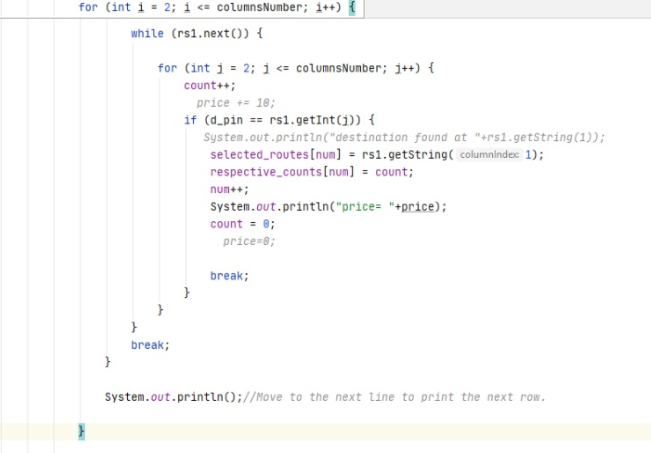 for (int i = 2; i <= columnsNumber; i++) {
while (rs1.next()) {
for (int j = 2; j <= columnsNumber; j++) {
count++;
price += 10;
if (d_pin == rs1.getInt(j)) {
System.out.println("destination found at "+rs1.getString(1));
selected_routes[num] = rs1.getString( columnIndex: 1);
respective_counts[num] = count;
num++;
System.out.println("price= "+price);
count = 0;
price=0;
break;
}
}
}
break;
}
System.out.println();//Move to the next line to print the next row.
}